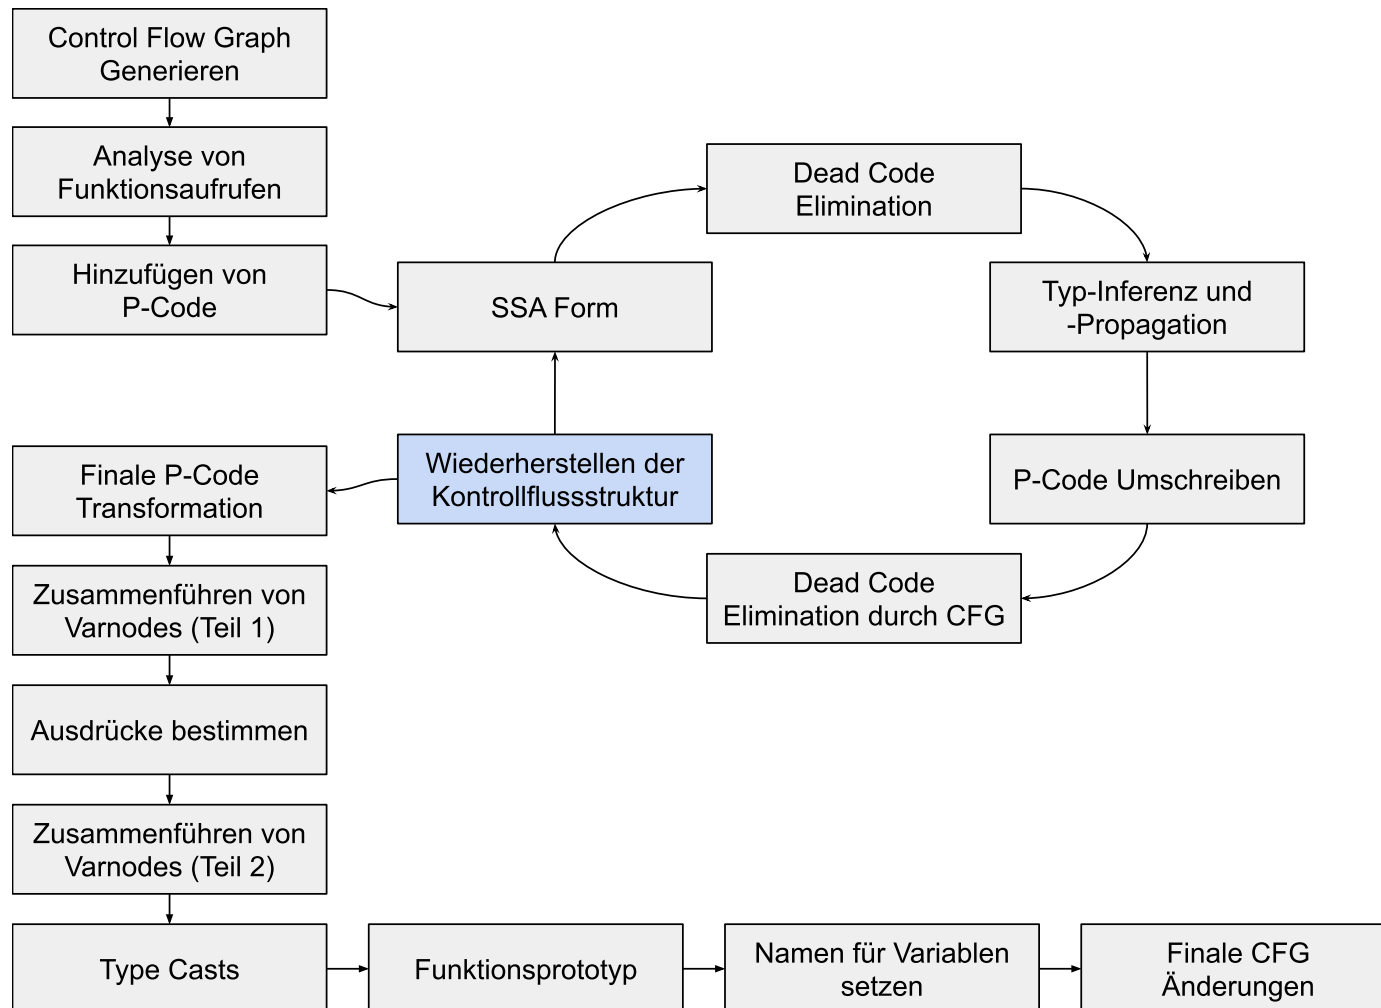 Control Flow Graph
Generieren
Analyse von
Funktionsaufrufen
Hinzufügen von
P-Code
SSA Form
Dead Code
Elimination
Typ-Inferenz und
-Propagation
P-Code Umschreiben
Dead Code
Elimination durch CFG
Wiederherstellen der
Kontrollflussstruktur
Finale P-Code
Transformation
Zusammenführen von
Varnodes (Teil 1)
Ausdrücke bestimmen
Zusammenführen von
Varnodes (Teil 2)
Type Casts
Funktionsprototyp
Namen für Variablen
setzen
Finale CFG
Änderungen